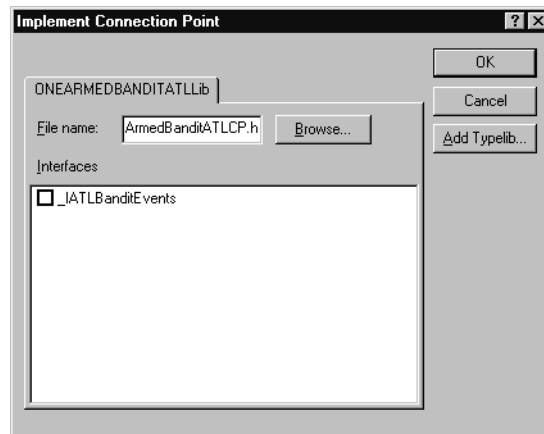 Implement Connection Point
? X
OK
ONEARMEDBANDITATLLib
Cancel
File name: ArmedBanditATLCP.h Browse...
Add Typelib...
Interfaces
_IATLBanditEvents